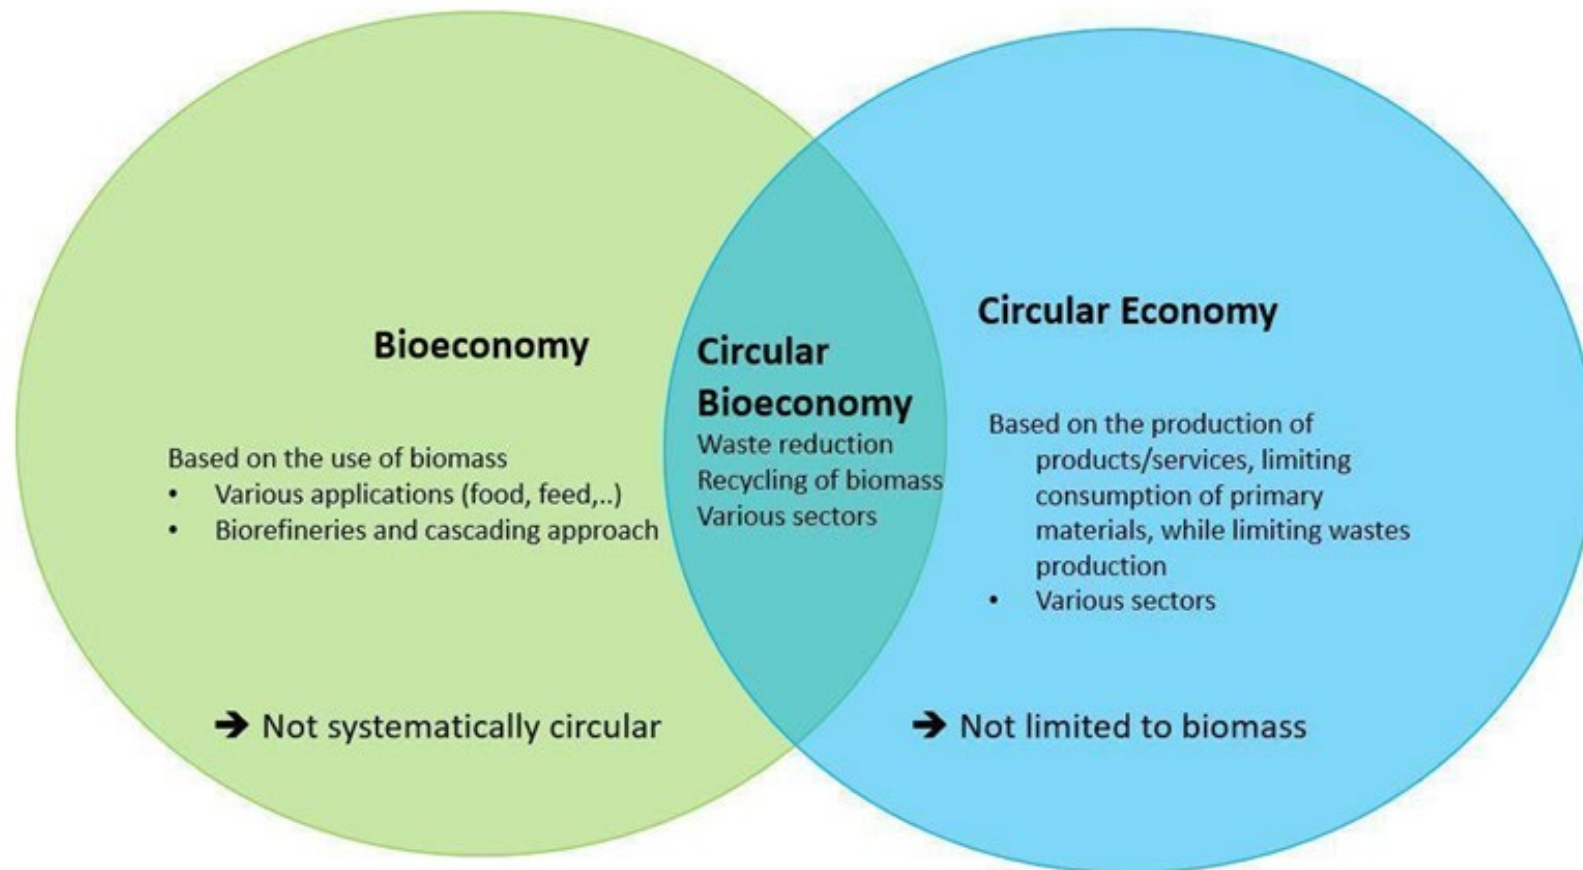 Bioeconomy
Based on the use of biomass
• Various applications (food, feed,..)
• Biorefineries and cascading approach
➔ Not systematically circular
Circular
Bioeconomy
Waste reduction
Recycling of biomass
Various sectors
Circular Economy
Based on the production of
products/services, limiting
consumption of primary
materials, while limiting wastes
production
• Various sectors
➔ Not limited to biomass